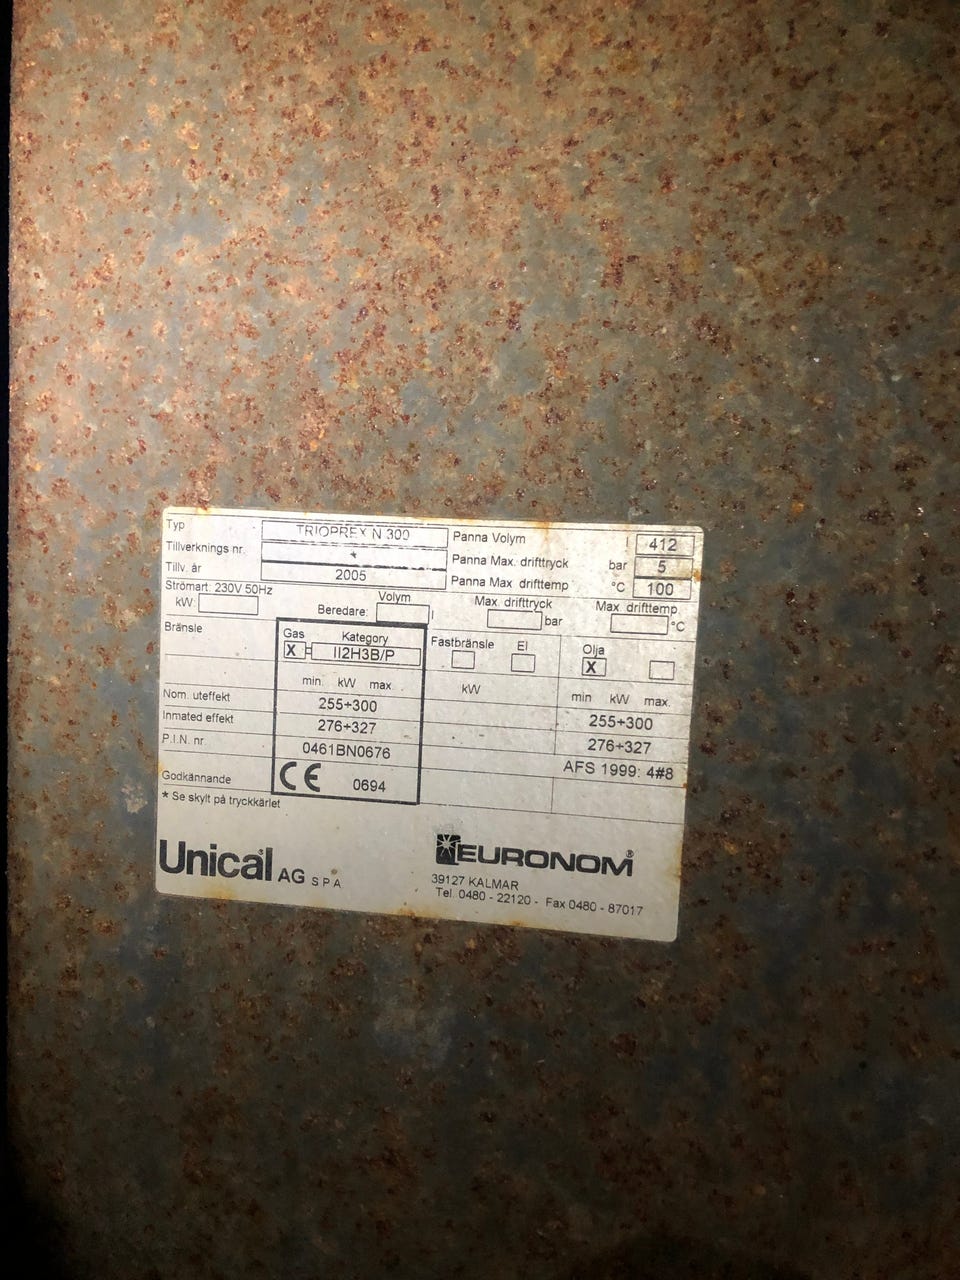 Typ TRIOPREX N 300 Panna Volym l 412
Tillverknings nr. * Panna Max. drifttryck bar 5
Tillv. år 2005 Panna Max drifttemp °C 100
Strömart: 230V 50Hz Volym Max. drifttryck Max. drifttemp.
kW: Beredare: l bar °C
Bränsle Gas Kategory Fastbränsle El Olja
X II2H3B/P X
min kW max kW min kW max.
Nom. uteffekt 255÷300 255÷300
Inmated effekt 276÷327 276÷327
P.I.N. nr. 0461BN0676 AFS 1999: 4#8
Godkännande CE 0694
* Se skylt på tryckkärlet
Unical AG S P A EURONOM®
39127 KALMAR
Tel. 0480 - 22120 - Fax 0480 - 87017